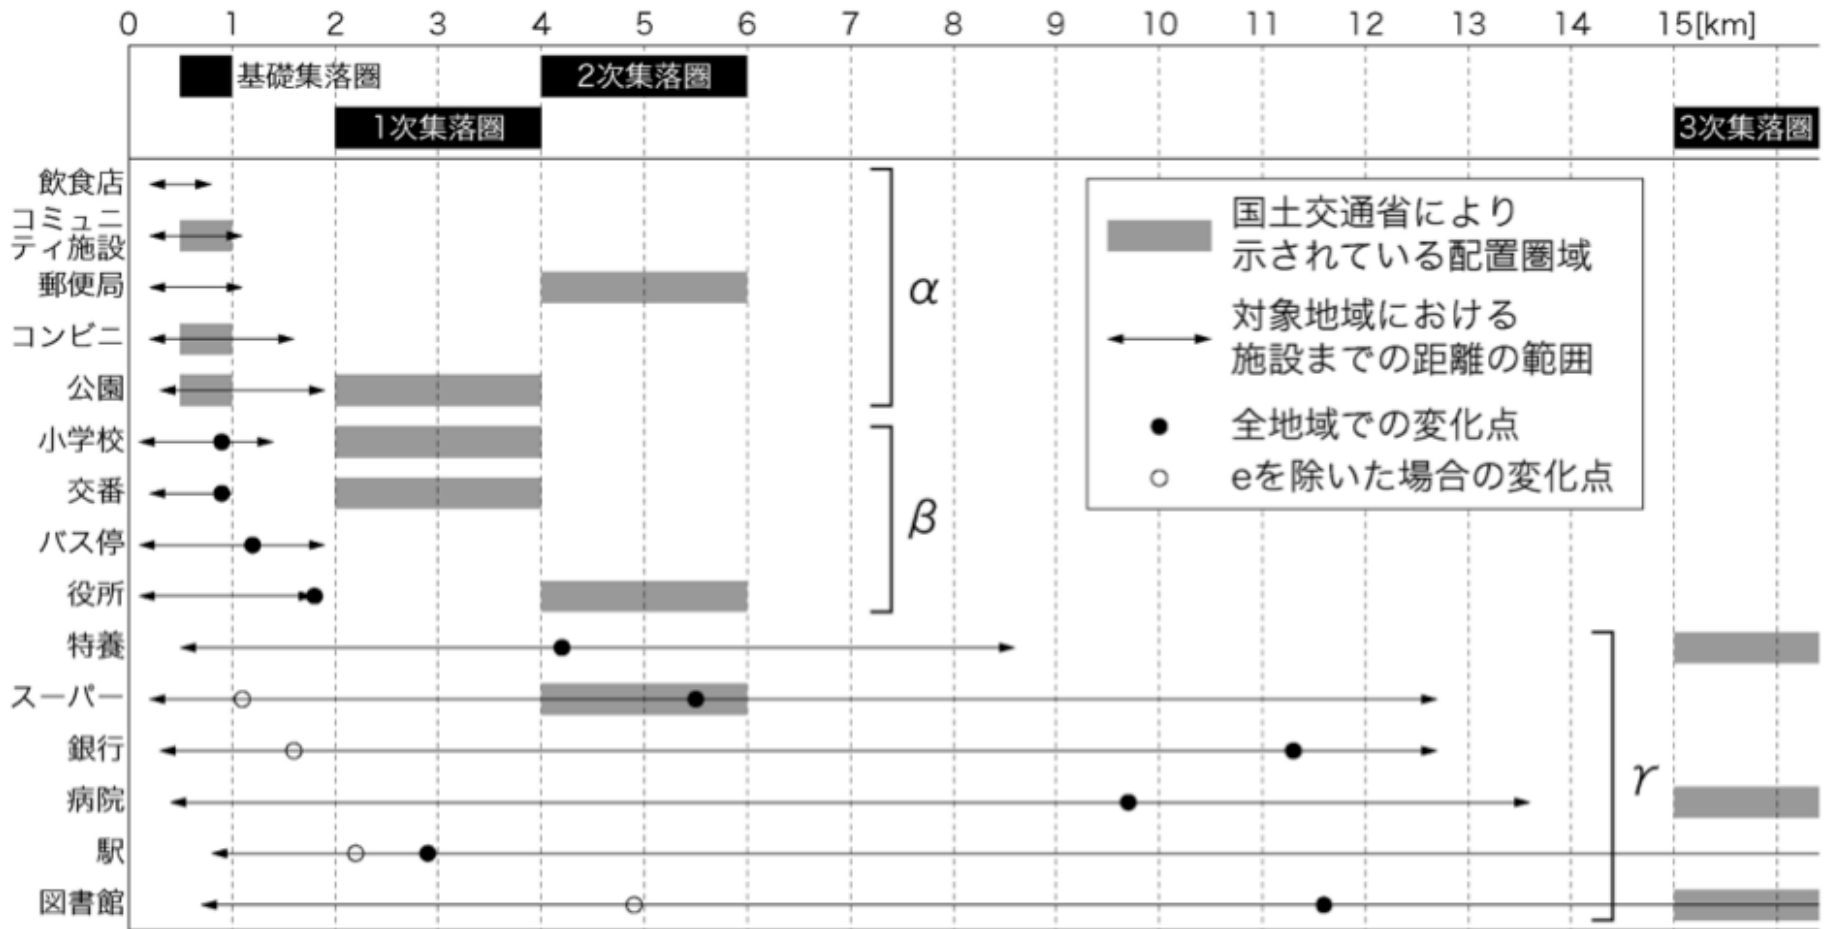 0 1 2 3 4 5 6 7 8 9 10 11 12 13 14 15[km]
基礎集落圏 2次集落圏
1次集落圏 3次集落圏
飲食店
コミュニ
ティ施設
郵便局
コンビニ
公園
小学校
交番
バス停
役所
特養
スーパー
銀行
病院
駅
図書館
α
β
γ
国土交通省により
示されている配置圏域
対象地域における
施設までの距離の範囲
全地域での変化点
eを除いた場合の変化点